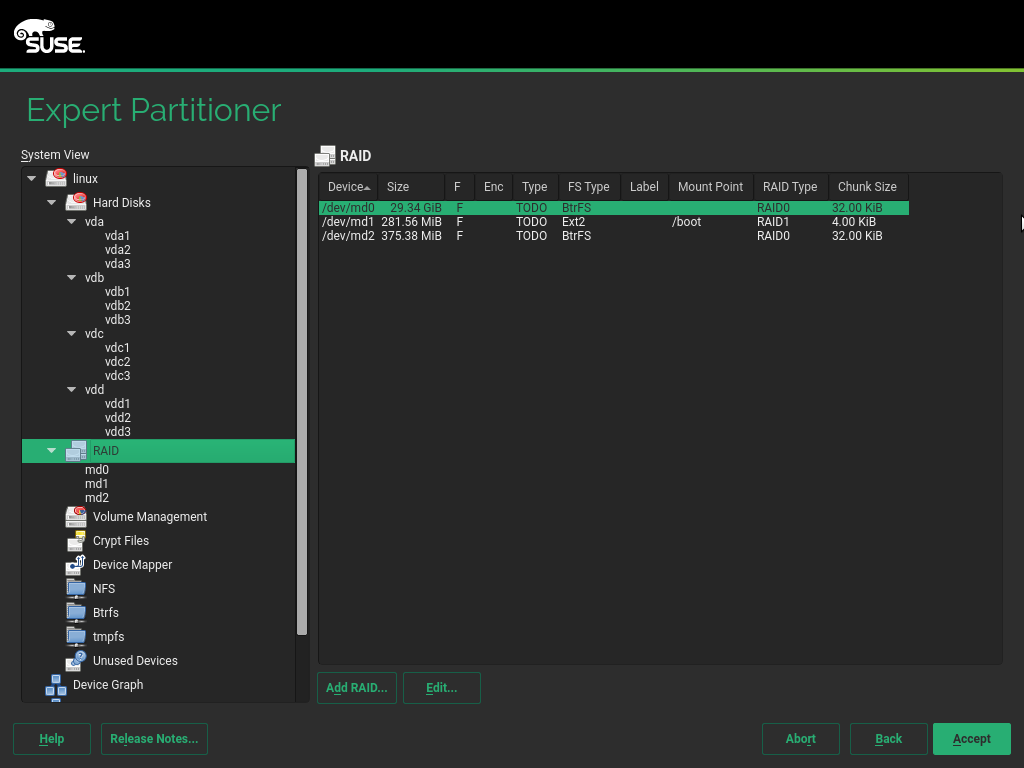 SUSE.
Expert Partitioner
System View
linux
Hard Disks
vda
vda1
vda2
vda3
vdb
vdb1
vdb2
vdb3
vdc
vdc1
vdc2
vdc3
vdd
vdd1
vdd2
vdd3
RAID
md0
md1
md2
Volume Management
Crypt Files
Device Mapper
NFS
Btrfs
tmpfs
Unused Devices
Device Graph
RAID
Device Size F Enc Type FS Type Label Mount Point RAID Type Chunk Size
/dev/md0 29.34 GiB F TODO BtrFS RAID0 32.00 KiB
/dev/md1 281.56 MiB F TODO Ext2 /boot RAID1 4.00 KiB
/dev/md2 375.38 MiB F TODO BtrFS RAID0 32.00 KiB
Add RAID... Edit...
Help Release Notes... Abort Back Accept